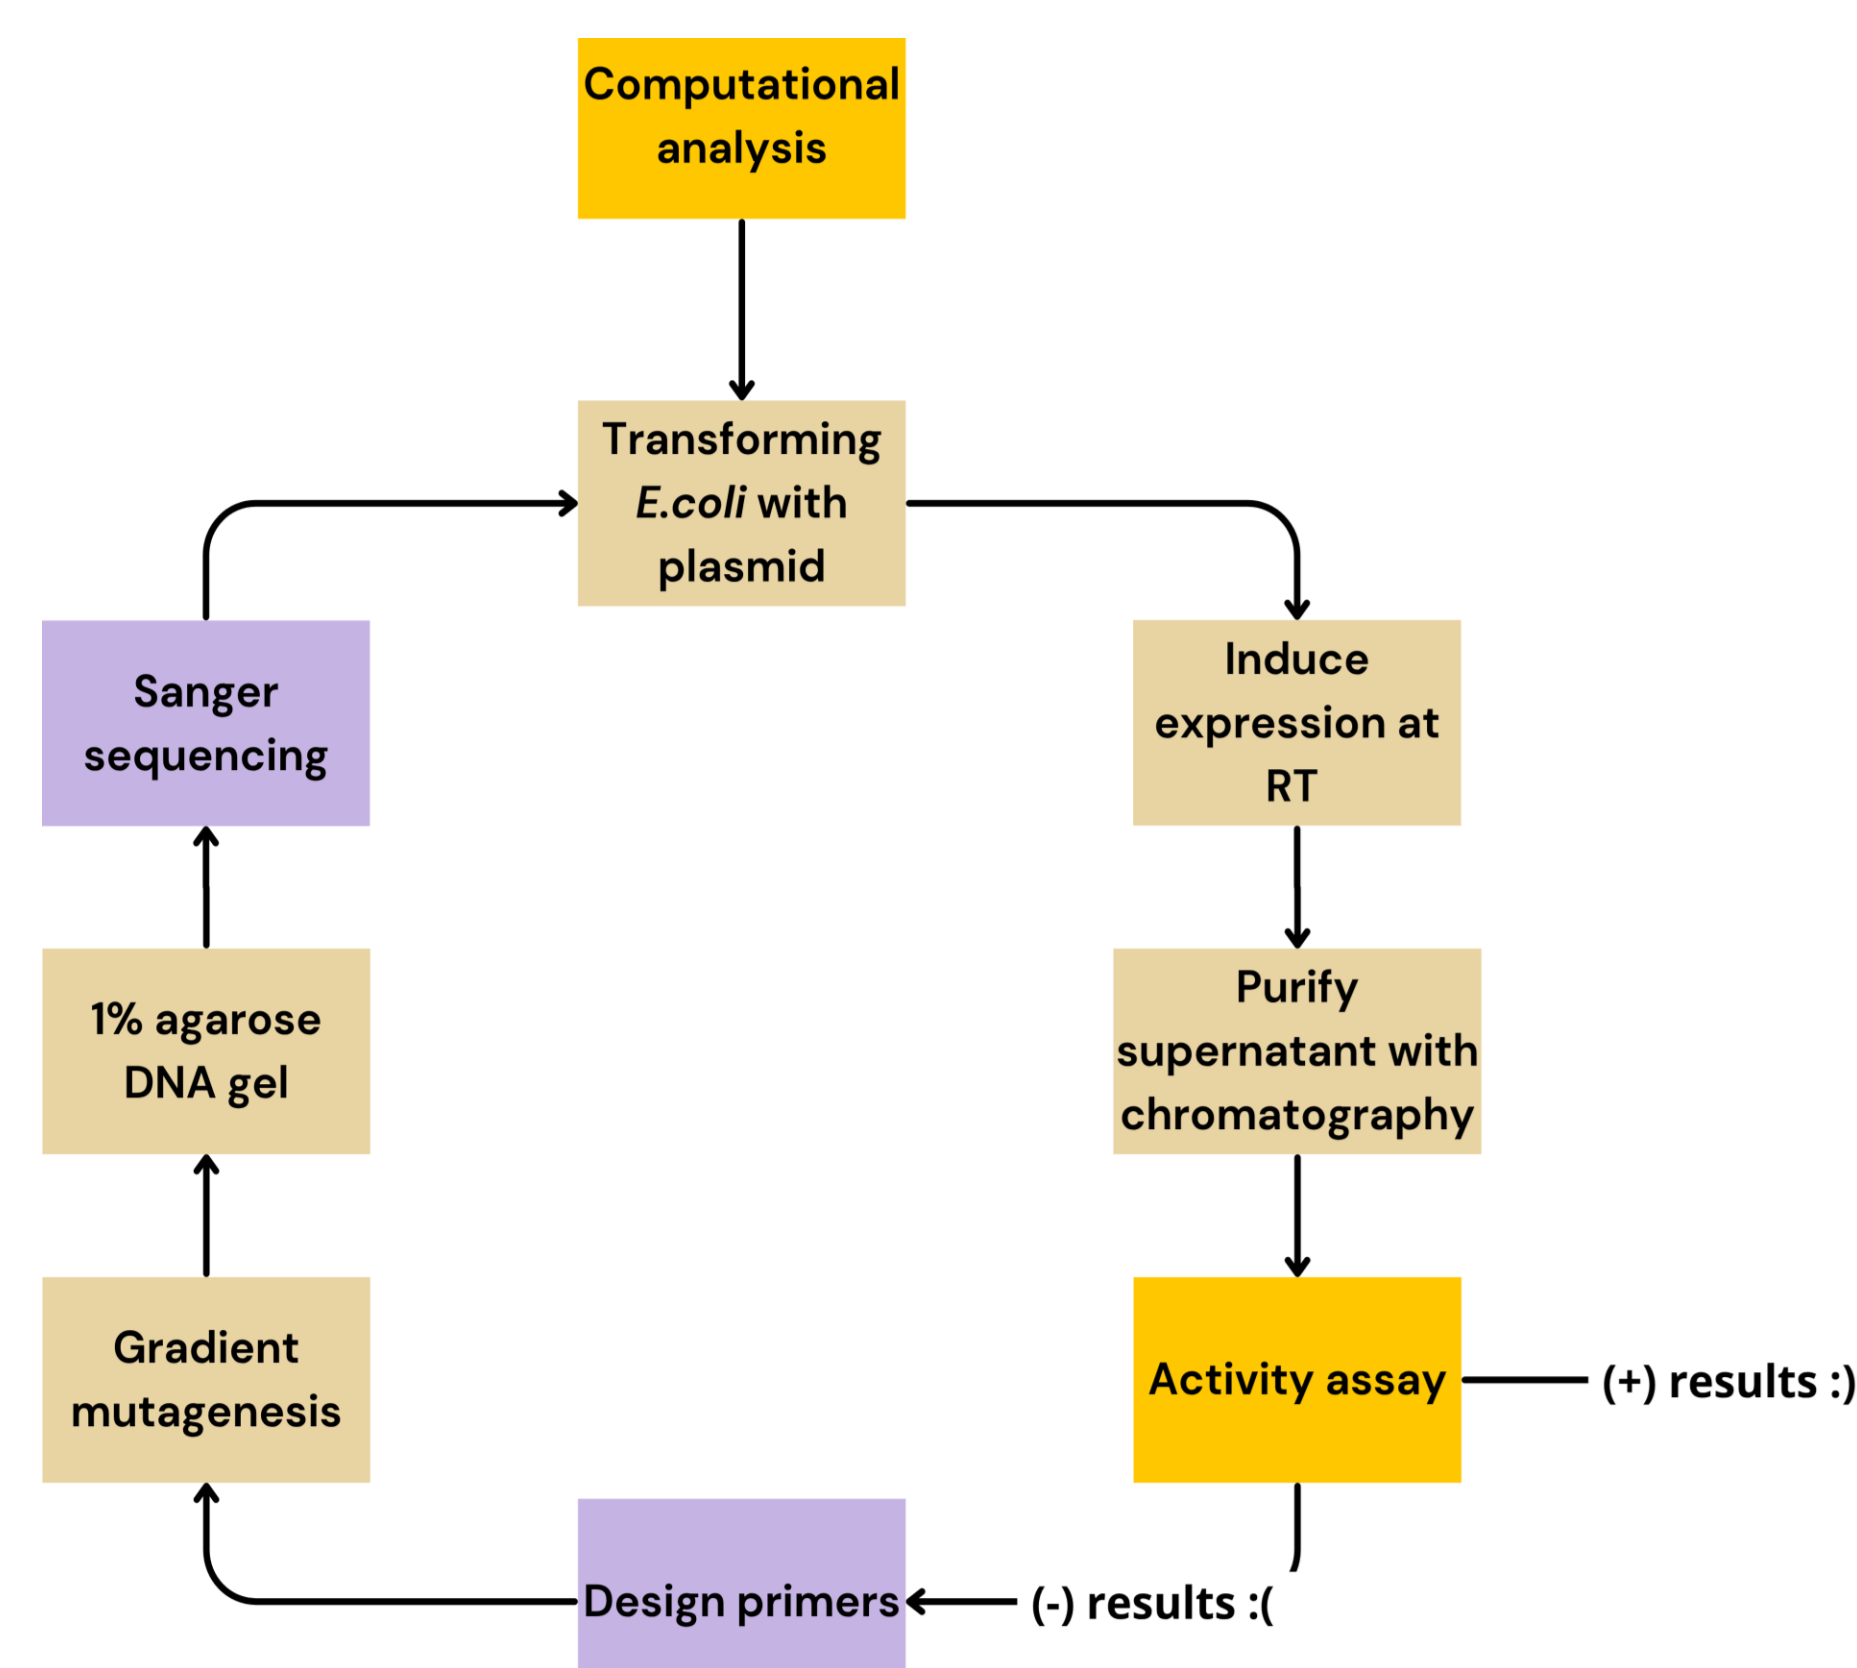 Computational
analysis
Transforming
E.coli with
plasmid
Induce
expression at
RT
Purify
supernatant with
chromatography
Activity assay
(+) results :)
(-) results :(
Design primers
Gradient
mutagenesis
1% agarose
DNA gel
Sanger
sequencing